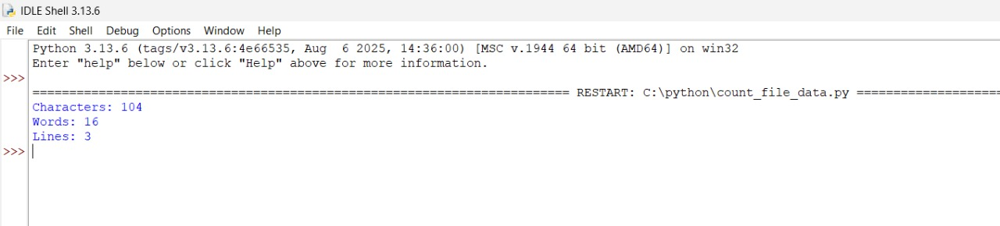 IDLE Shell 3.13.6
File Edit Shell Debug Options Window Help
Python 3.13.6 (tags/v3.13.6:4e66535, Aug  6 2025, 14:36:00) [MSC v.1944 64 bit (AMD64)] on win32
Enter "help" below or click "Help" above for more information.
>>>
========================================================================= RESTART: C:\python\count_file_data.py ====================
Characters: 104
Words: 16
Lines: 3
>>>